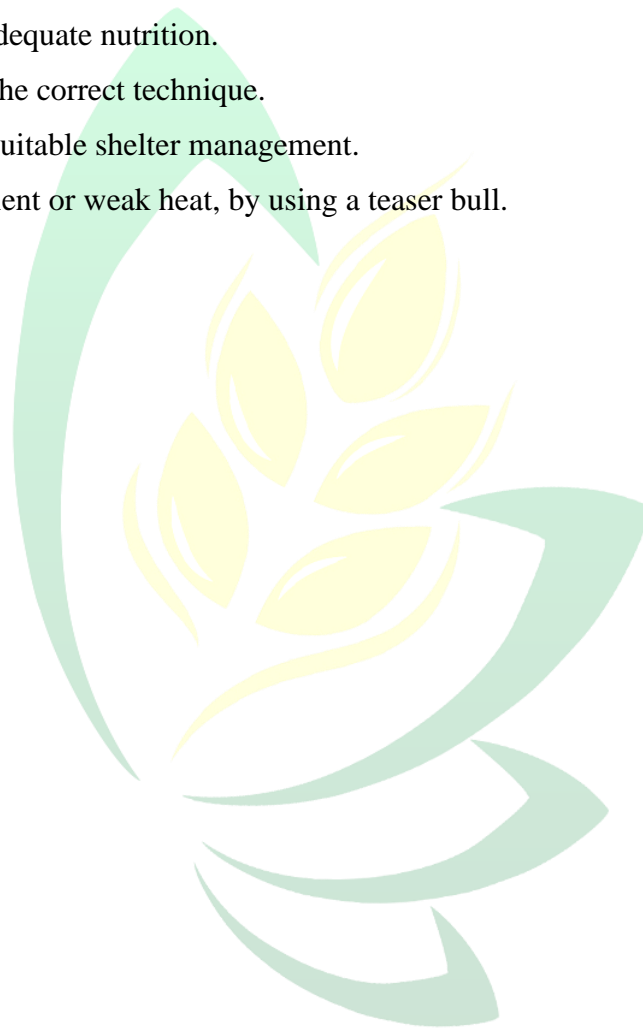 dequate nutrition.
he correct technique.
uitable shelter management.
ent or weak heat, by using a teaser bull.